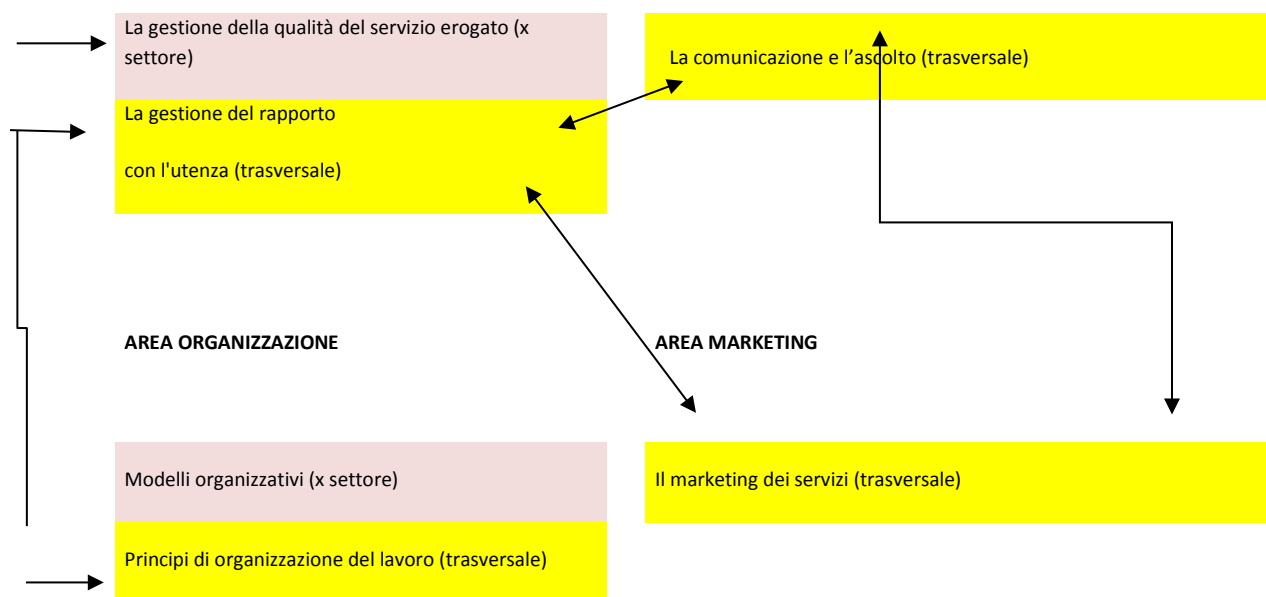 La gestione della qualità del servizio erogato (x
settore)
La comunicazione e l’ascolto (trasversale)
La gestione del rapporto
con l'utenza (trasversale)
AREA ORGANIZZAZIONE
AREA MARKETING
Modelli organizzativi (x settore)
Il marketing dei servizi (trasversale)
Principi di organizzazione del lavoro (trasversale)